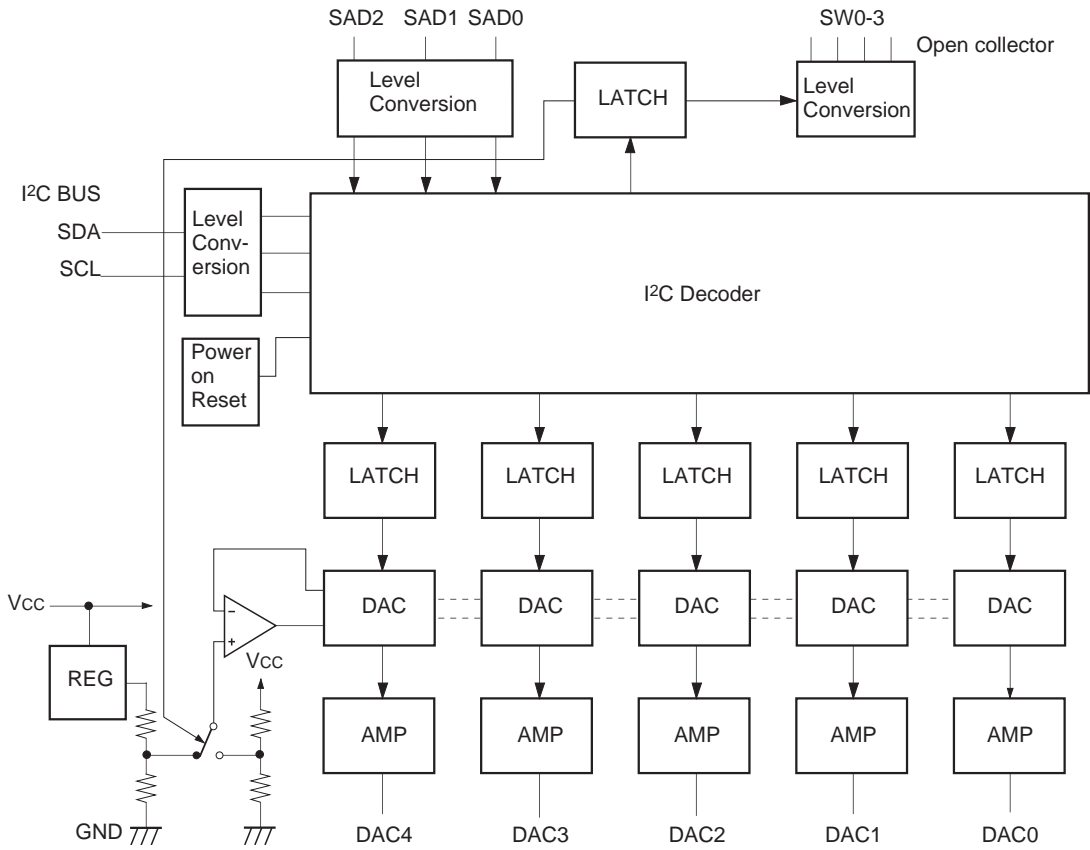 SAD2 SAD1 SAD0
SW0-3
Open collector
Level
Conversion
LATCH
Level
Conversion
I²C BUS
SDA
SCL
Level
Conv-
ersion
I²C Decoder
Power
on
Reset
LATCH LATCH LATCH LATCH LATCH
DAC DAC DAC DAC DAC
−
+
VCC
VCC
REG
AMP AMP AMP AMP AMP
GND
DAC4 DAC3 DAC2 DAC1 DAC0